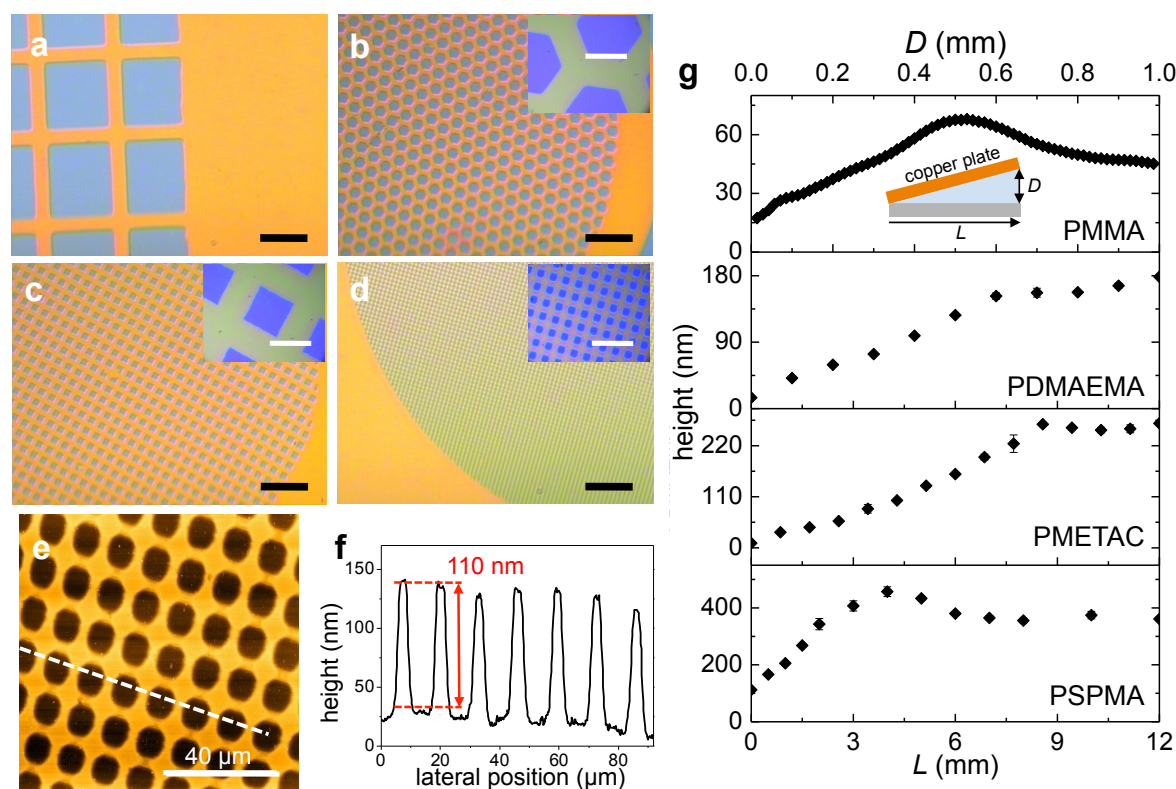 a
b
c
d
e
40 µm
f
110 nm
150
100
50
0
height (nm)
0 20 40 60 80
lateral position (µm)
g
D (mm)
0.0 0.2 0.4 0.6 0.8 1.0
60
30
0
copper plate
D
L
PMMA
180
90
0
PDMAEMA
220
110
0
PMETAC
400
200
0
PSPMA
height (nm)
0 3 6 9 12
L (mm)